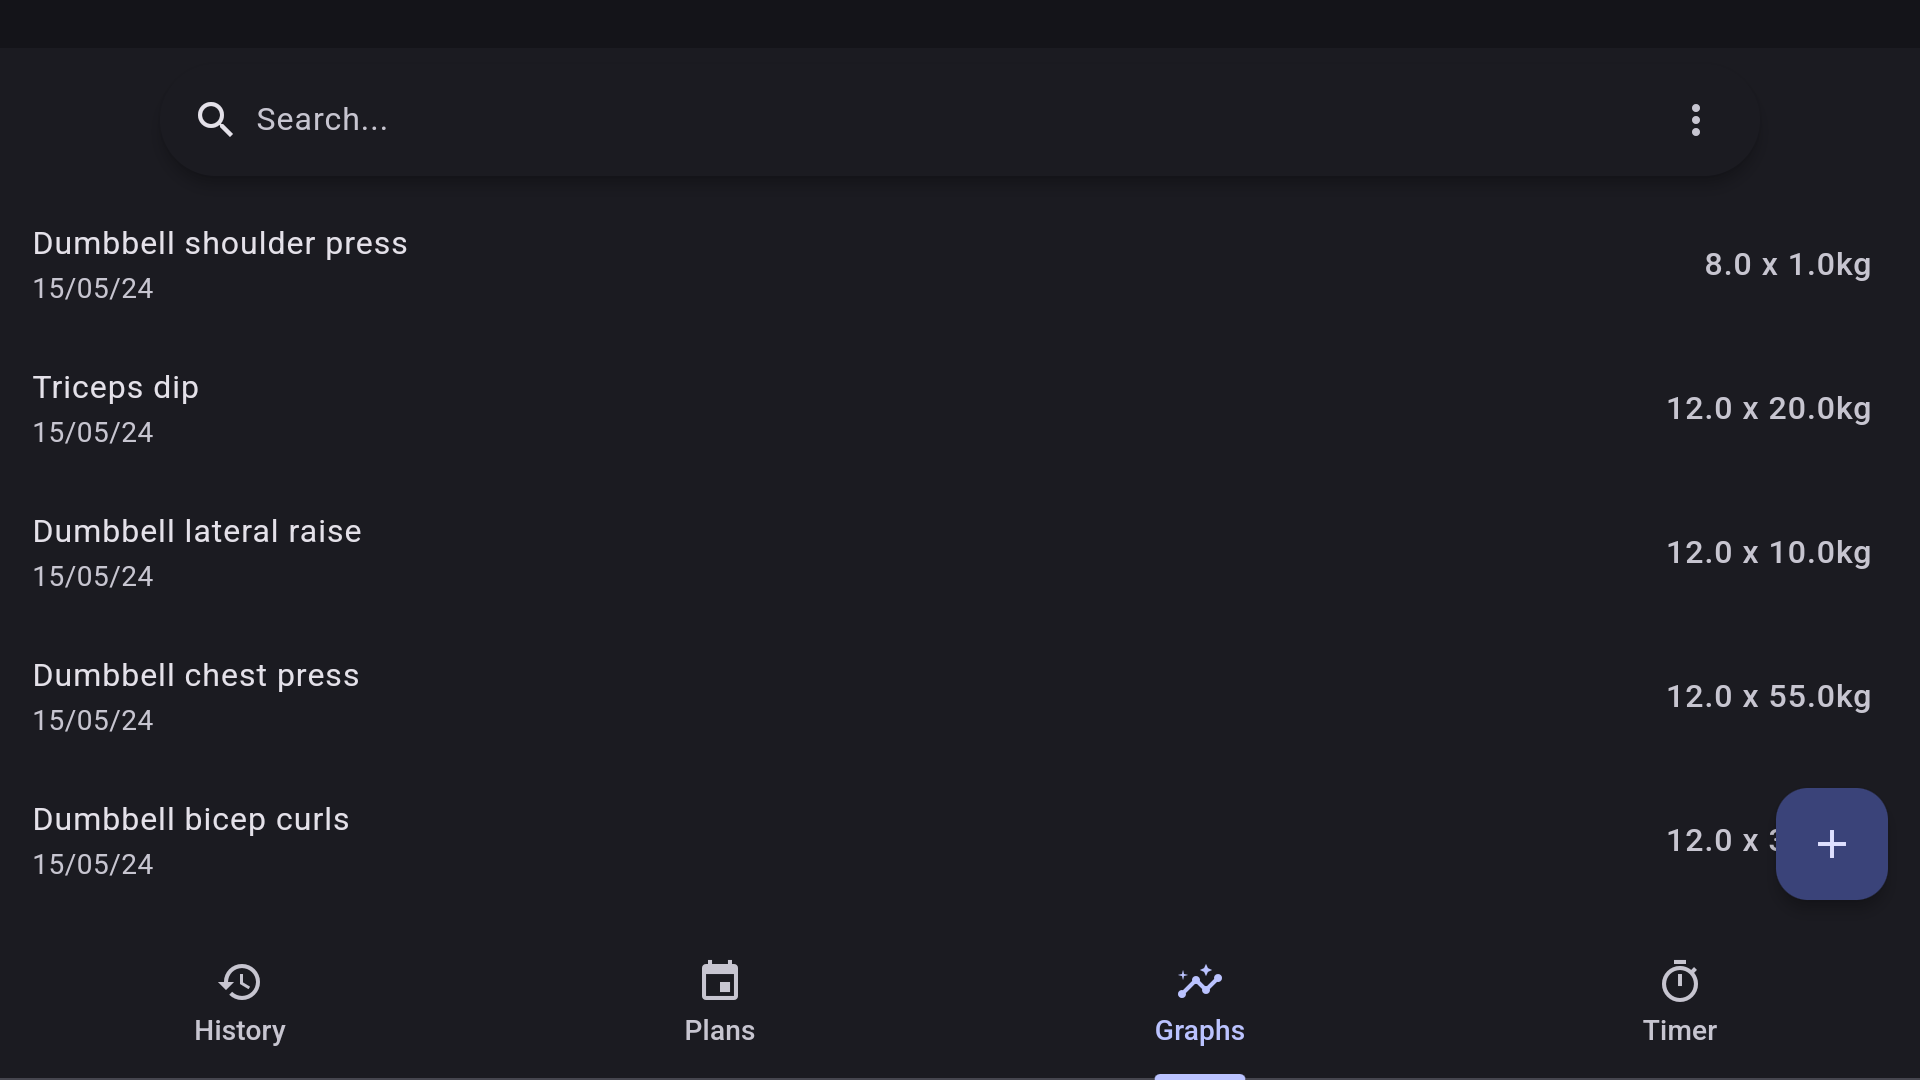 Search...
Dumbbell shoulder press
15/05/24
8.0 x 1.0kg
Triceps dip
15/05/24
12.0 x 20.0kg
Dumbbell lateral raise
15/05/24
12.0 x 10.0kg
Dumbbell chest press
15/05/24
12.0 x 55.0kg
Dumbbell bicep curls
15/05/24
12.0 x
History
Plans
Graphs
Timer